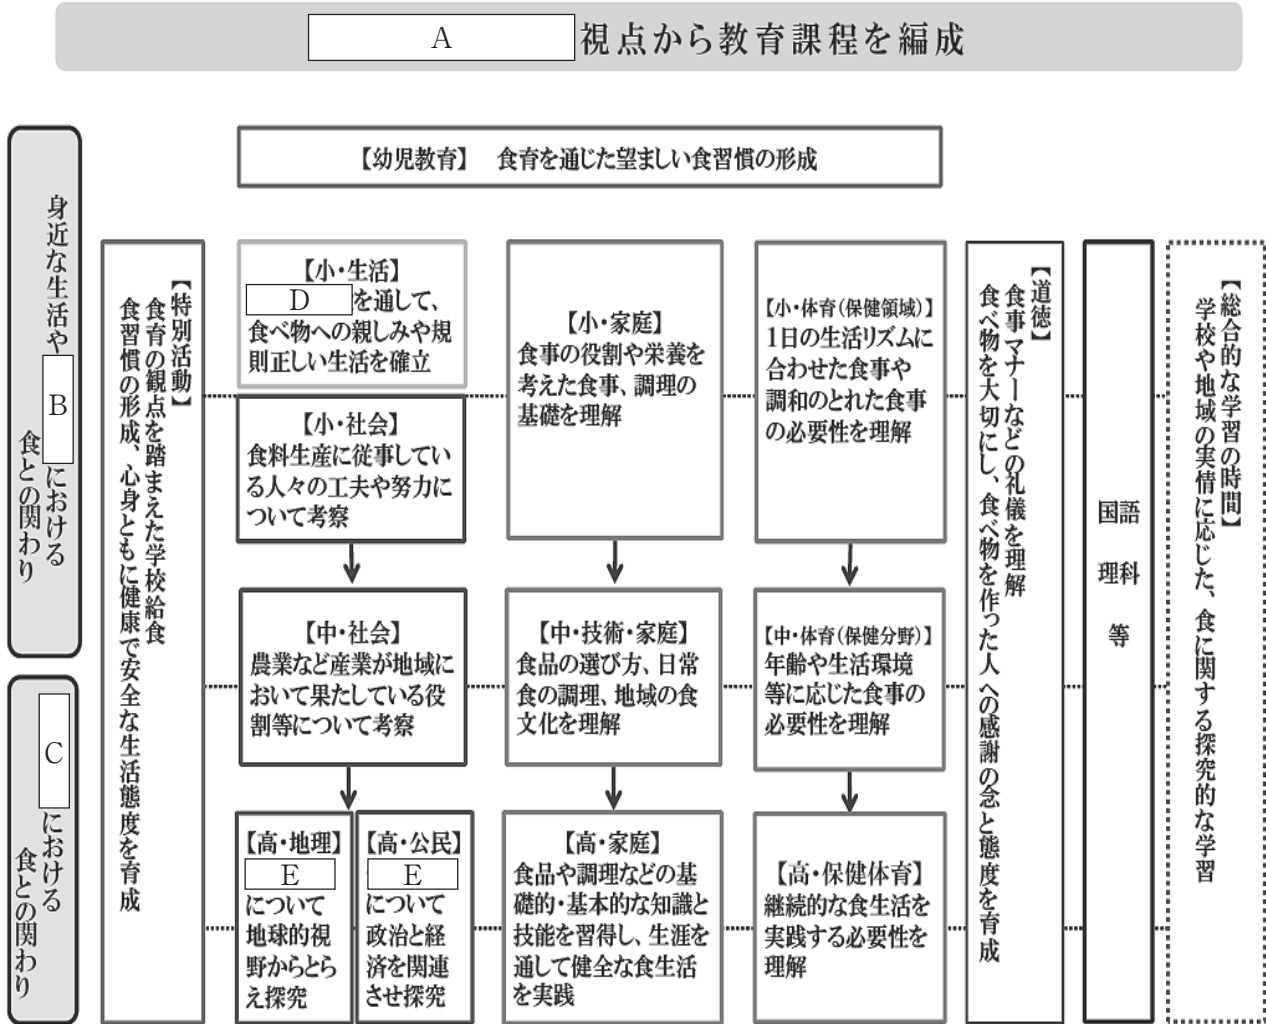 A 視点から教育課程を編成
【幼児教育】　食育を通じた望ましい食習慣の形成
身近な生活や B における
食との関わり
C における
食との関わり
【特別活動】
食育の観点を踏まえた学校給食
食習慣の形成、心身ともに健康で安全な生活態度を育成
【小・生活】
D を通して、
食べ物への親しみや規
則正しい生活を確立
【小・社会】
食料生産に従事してい
る人々の工夫や努力に
ついて考察
【中・社会】
農業など産業が地域に
おいて果たしている役
割等について考察
【高・地理】
E
について
地球的視
野からとら
え探究
【高・公民】
E
について
政治と経
済を関連
させ探究
【小・家庭】
食事の役割や栄養を
考えた食事、調理の
基礎を理解
【中・技術・家庭】
食品の選び方、日常
食の調理、地域の食
文化を理解
【高・家庭】
食品や調理などの基
礎的・基本的な知識と
技能を習得し、生涯を
通して健全な食生活
を実践
【小・体育（保健領域）】
1日の生活リズムに
合わせた食事や
調和のとれた食事
の必要性を理解
【中・体育（保健分野）】
年齢や生活環境
等に応じた食事の
必要性を理解
【高・保健体育】
継続的な食生活を
実践する必要性を
理解
【道徳】
食事マナーなどの礼儀を理解
食べ物を大切にし、食べ物を作った人への感謝の念と態度を育成
国語
理科
等
【総合的な学習の時間】
学校や地域の実情に応じた、食に関する探究的な学習